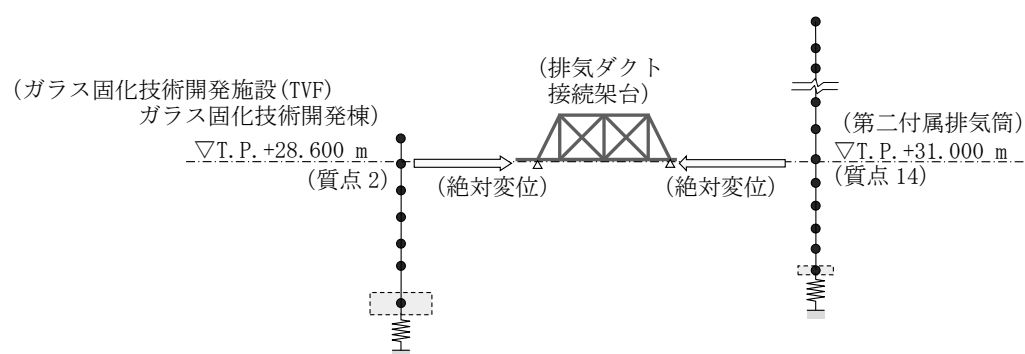 (排気ダクト
接続架台)
(ガラス固化技術開発施設(TVF)
ガラス固化技術開発棟)
▽T.P.+28.600 m
(質点 2)
(絶対変位)
(絶対変位)
(第二付属排気筒)
▽T.P.+31.000 m
(質点 14)